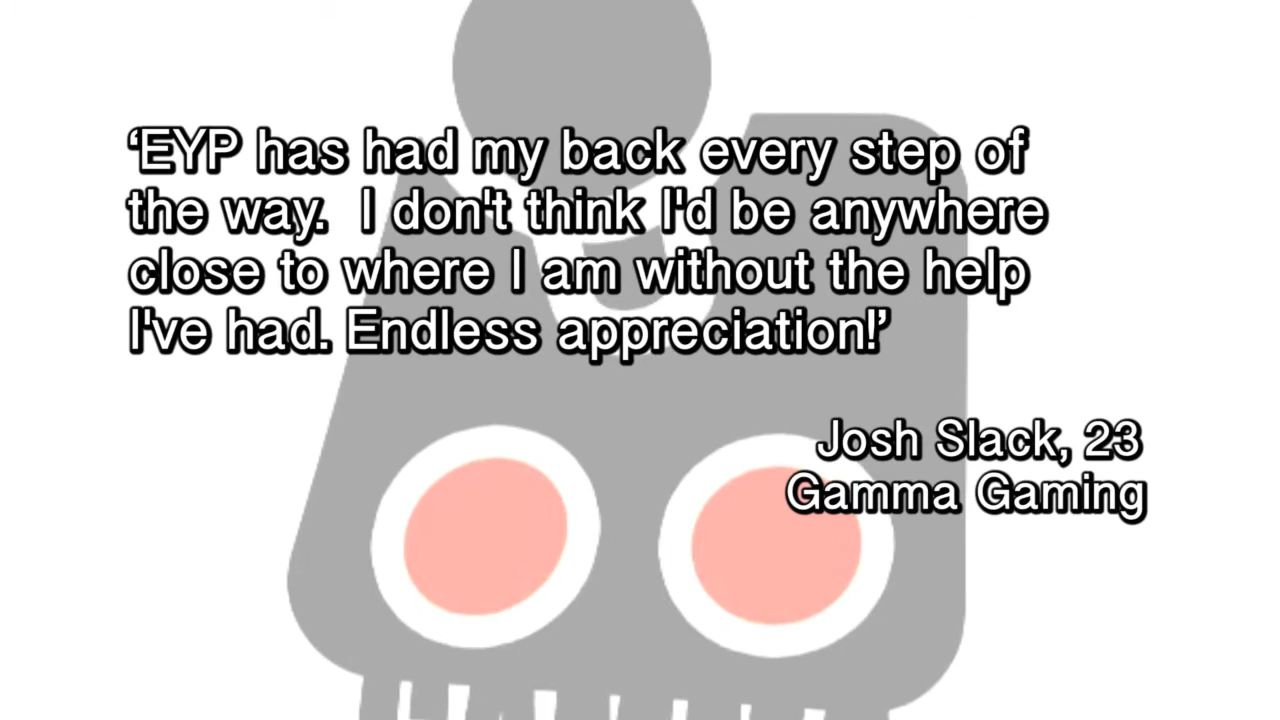 ‘EYP has had my back every step of
the way.  I don't think I'd be anywhere
close to where I am without the help
I've had. Endless appreciation!’
Josh Slack, 23
Gamma Gaming